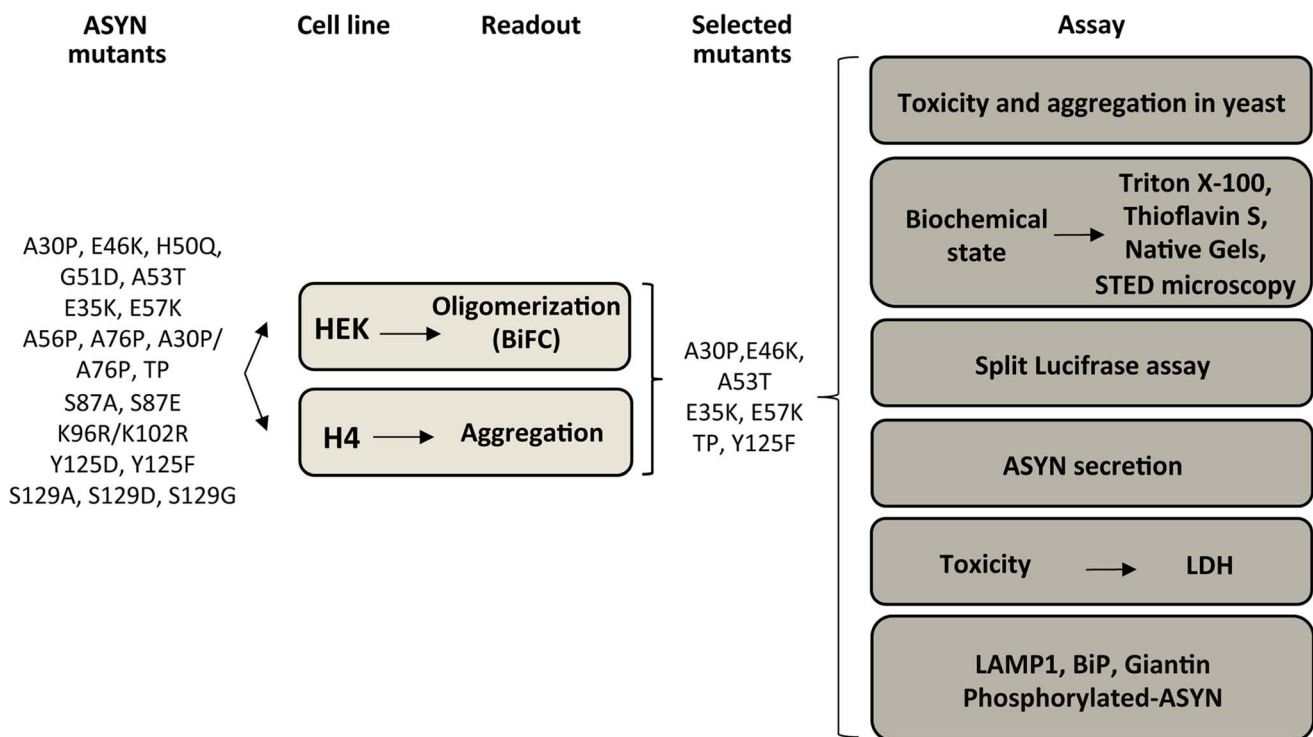 ASYN
mutants
Cell line
Readout
Selected
mutants
Assay
A30P, E46K, H50Q,
G51D, A53T
E35K, E57K
A56P, A76P, A30P/
A76P, TP
S87A, S87E
K96R/K102R
Y125D, Y125F
S129A, S129D, S129G
HEK
Oligomerization
(BiFC)
H4
Aggregation
A30P,E46K,
A53T
E35K, E57K
TP, Y125F
Toxicity and aggregation in yeast
Biochemical
state
Triton X-100,
Thioflavin S,
Native Gels,
STED microscopy
Split Lucifrase assay
ASYN secretion
Toxicity
LDH
LAMP1, BiP, Giantin
Phosphorylated-ASYN